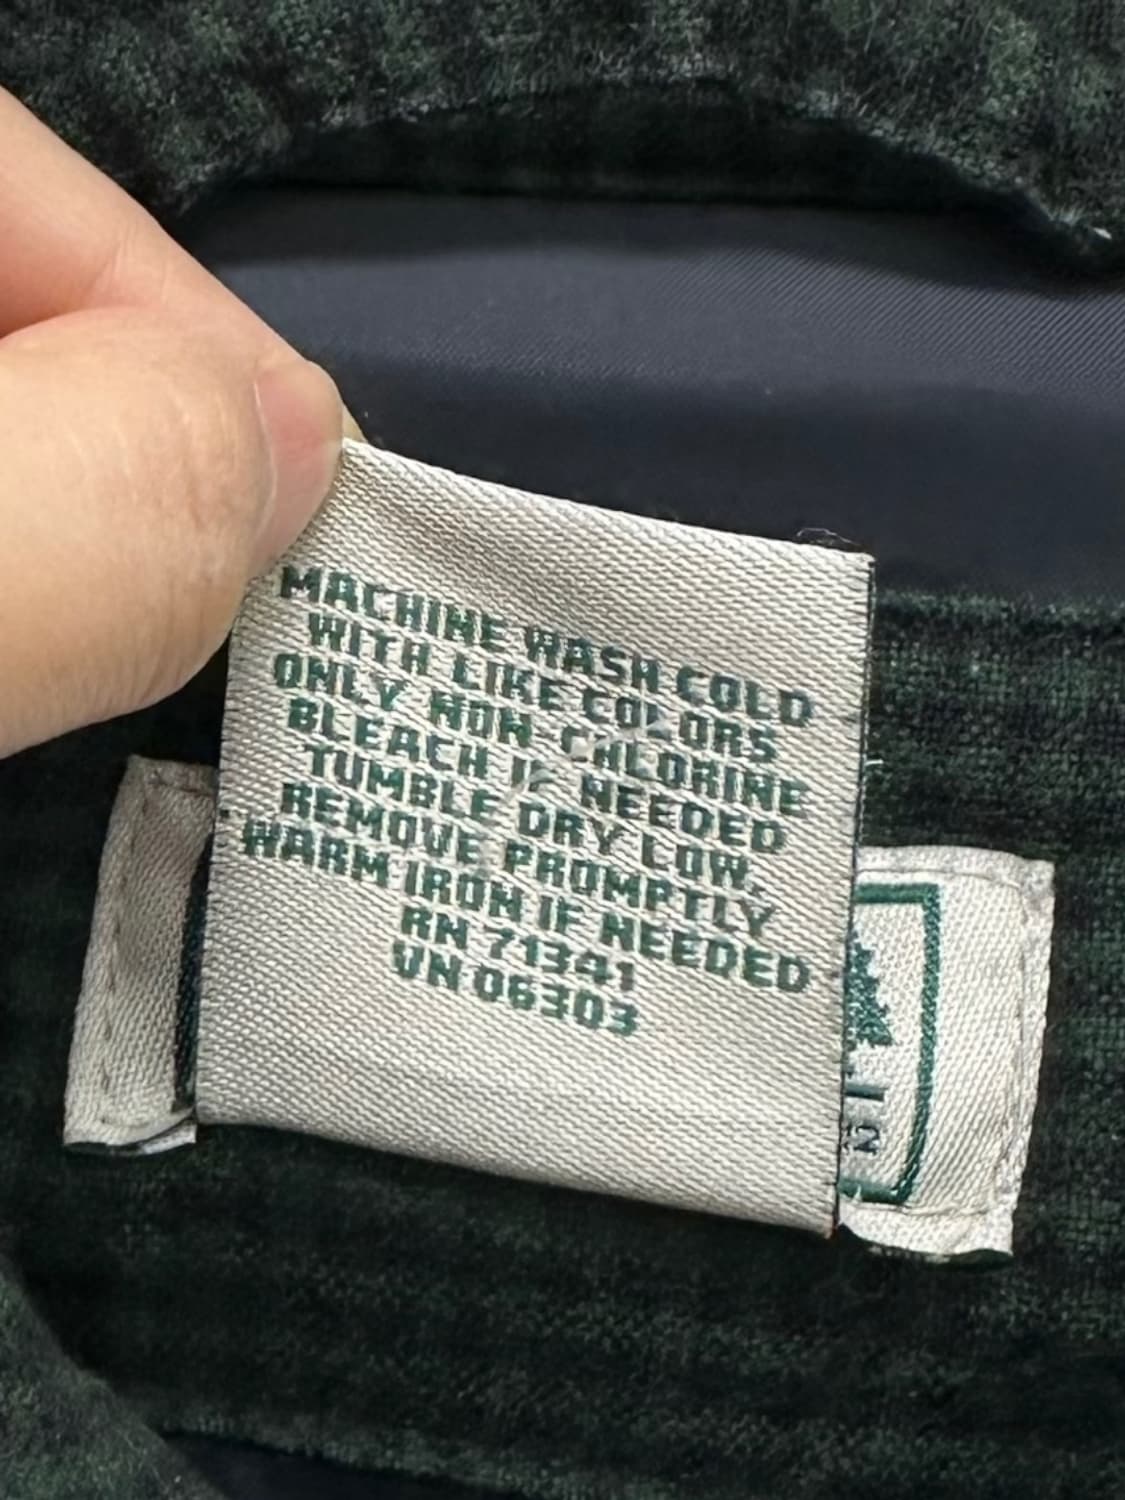 MACHINE WASH COLD
WITH LIKE COLORS
ONLY NON CHLORINE
BLEACH IF NEEDED
TUMBLE DRY LOW,
REMOVE PROMPTLY
WARM IRON IF NEEDED
RN 71341
VN 06303